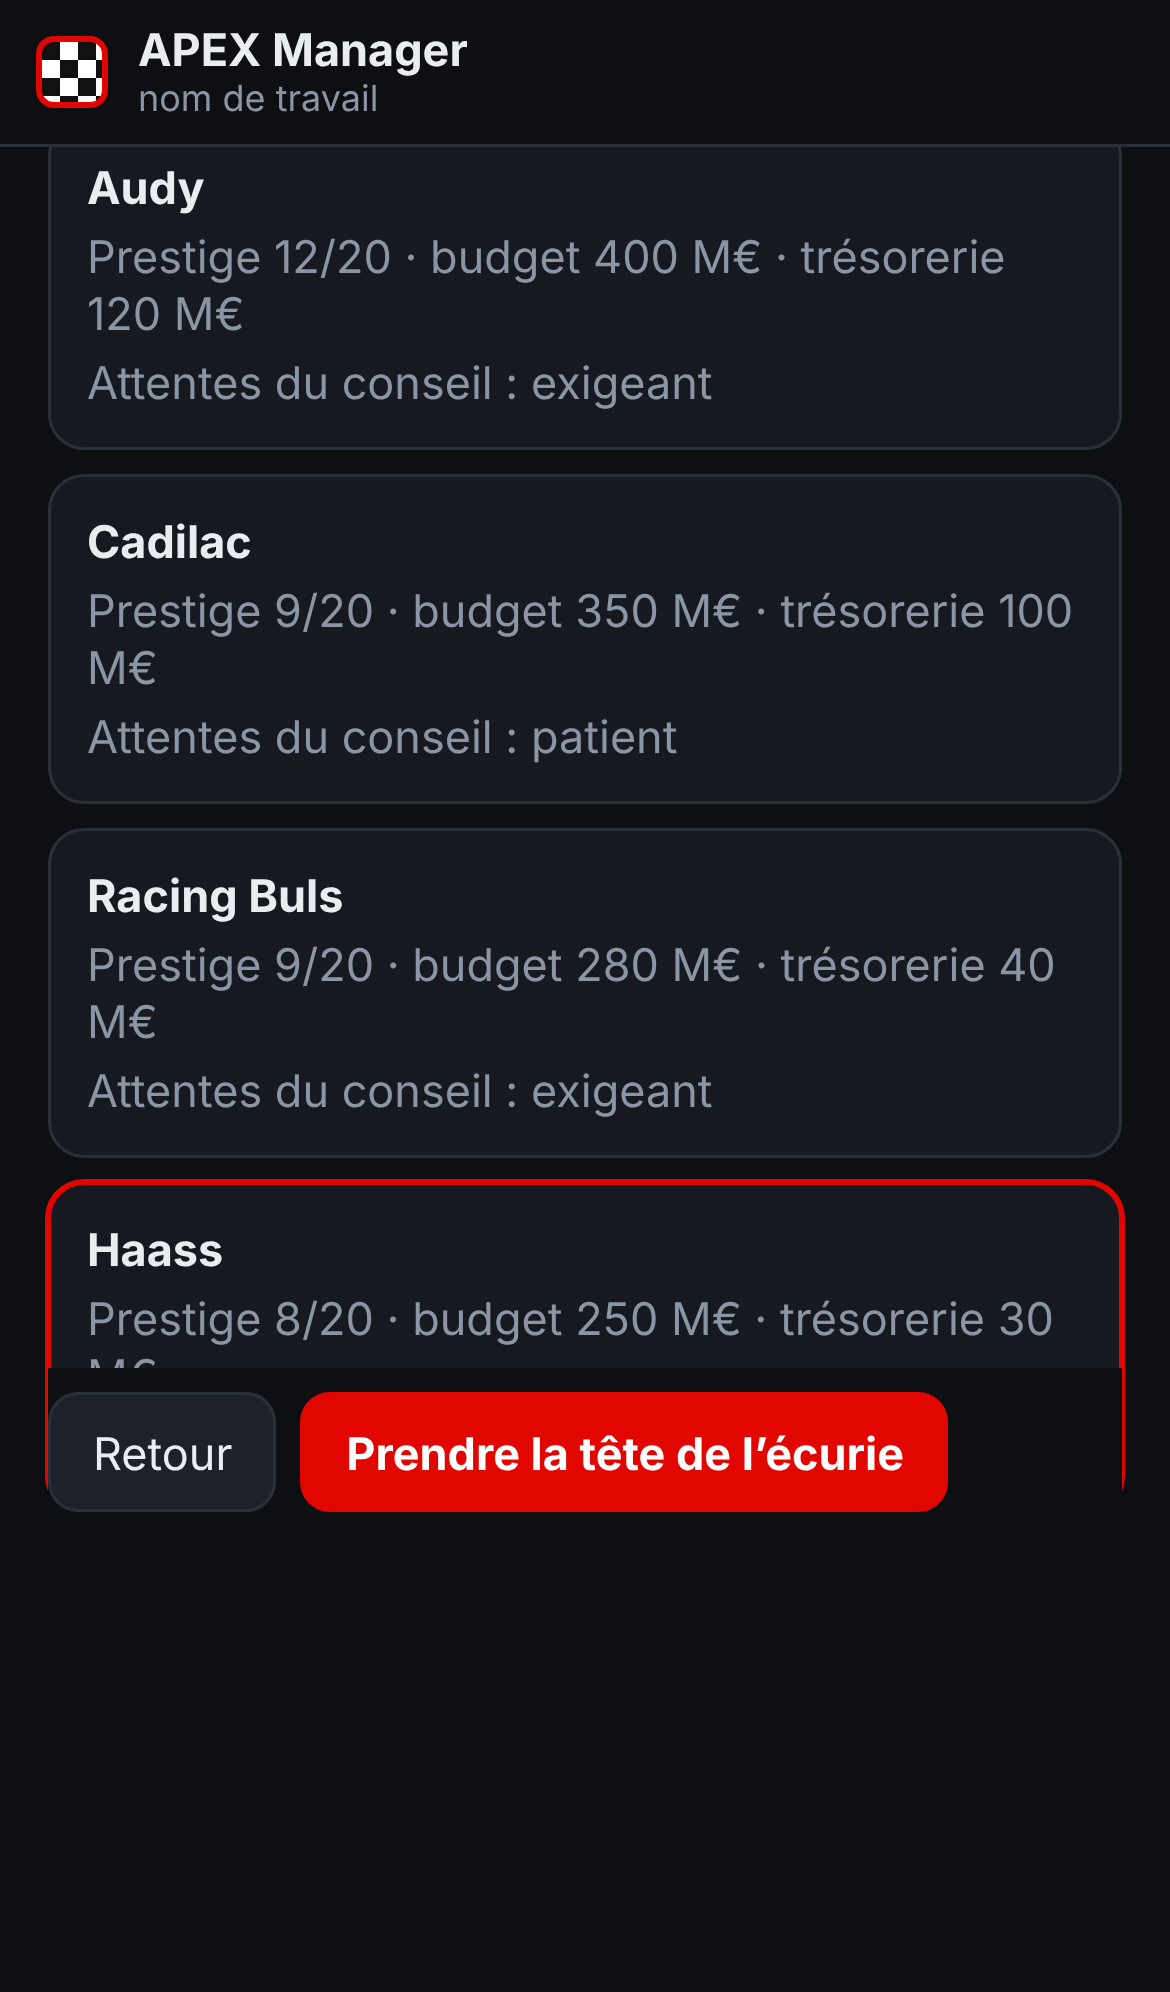 APEX Manager
nom de travail
Audy
Prestige 12/20 · budget 400 M€ · trésorerie
120 M€
Attentes du conseil : exigeant
Cadilac
Prestige 9/20 · budget 350 M€ · trésorerie 100
M€
Attentes du conseil : patient
Racing Buls
Prestige 9/20 · budget 280 M€ · trésorerie 40
M€
Attentes du conseil : exigeant
Haass
Prestige 8/20 · budget 250 M€ · trésorerie 30
Retour
Prendre la tête de l’écurie